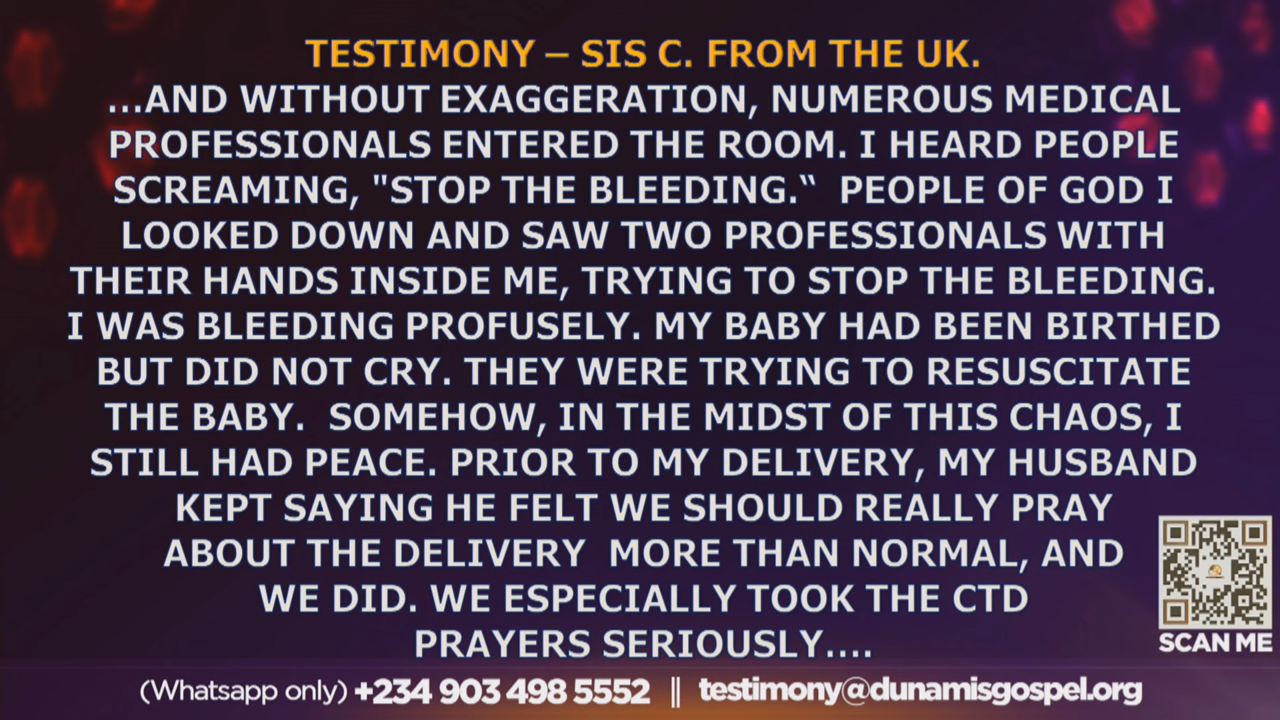 TESTIMONY – SIS C. FROM THE UK.
...AND WITHOUT EXAGGERATION, NUMEROUS MEDICAL
PROFESSIONALS ENTERED THE ROOM. I HEARD PEOPLE
SCREAMING, "STOP THE BLEEDING.‟  PEOPLE OF GOD I
LOOKED DOWN AND SAW TWO PROFESSIONALS WITH
THEIR HANDS INSIDE ME, TRYING TO STOP THE BLEEDING.
I WAS BLEEDING PROFUSELY. MY BABY HAD BEEN BIRTHED
BUT DID NOT CRY. THEY WERE TRYING TO RESUSCITATE
THE BABY.  SOMEHOW, IN THE MIDST OF THIS CHAOS, I
STILL HAD PEACE. PRIOR TO MY DELIVERY, MY HUSBAND
KEPT SAYING HE FELT WE SHOULD REALLY PRAY
ABOUT THE DELIVERY  MORE THAN NORMAL, AND
WE DID. WE ESPECIALLY TOOK THE CTD
PRAYERS SERIOUSLY....
SCAN ME
(Whatsapp only) +234 903 498 5552 || testimony@dunamisgospel.org